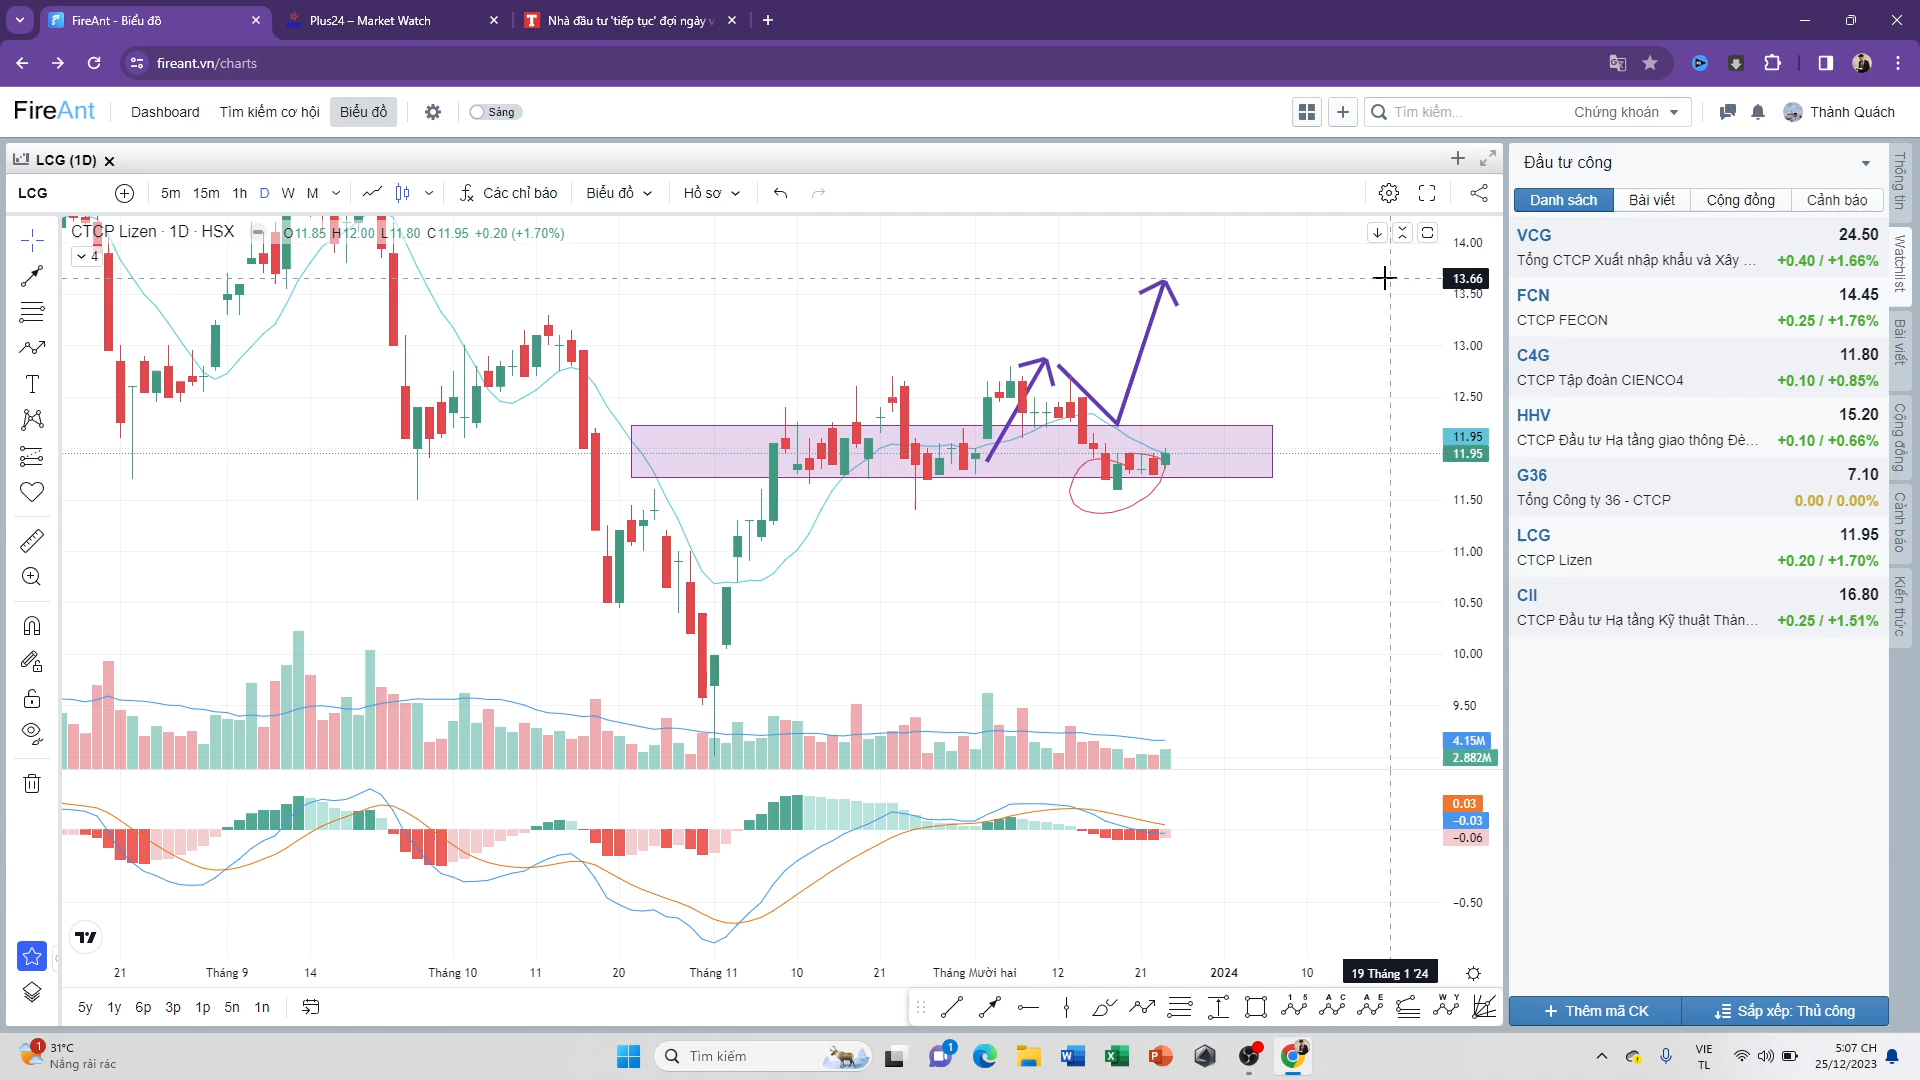 FireAnt - Biểu đồ
Plus24 – Market Watch
Nhà đầu tư 'tiếp tục' đợi ngày v
fireant.vn/charts
FireAnt
Dashboard
Tìm kiếm cơ hội
Biểu đồ
Sáng
Tìm kiếm...
Chứng khoán
Thành Quách
LCG (1D)
LCG
5m 15m 1h D W M
Các chỉ báo
Biểu đồ
Hồ sơ
CTCP Lizen · 1D · HSX
O11.85 H12.00 L11.80 C11.95 +0.20 (+1.70%)
4
14.00
13.66
13.50
13.00
12.50
11.95
11.95
11.50
11.00
10.50
10.00
9.50
4.15M
2.882M
0.03
−0.03
−0.06
−0.50
21 Tháng 9 14 Tháng 10 11 20 Tháng 11 10 21 Tháng Mười hai 12 21 2024 10 19 Tháng 1 '24
5y 1y 6p 3p 1p 5n 1n
Đầu tư công
Danh sách Bài viết Cộng đồng Cảnh báo
VCG 24.50
Tổng CTCP Xuất nhập khẩu và Xây ... +0.40 / +1.66%
FCN 14.45
CTCP FECON +0.25 / +1.76%
C4G 11.80
CTCP Tập đoàn CIENCO4 +0.10 / +0.85%
HHV 15.20
CTCP Đầu tư Hạ tầng giao thông Đè... +0.10 / +0.66%
G36 7.10
Tổng Công ty 36 - CTCP 0.00 / 0.00%
LCG 11.95
CTCP Lizen +0.20 / +1.70%
CII 16.80
CTCP Đầu tư Hạ tầng Kỹ thuật Thàn... +0.25 / +1.51%
Thêm mã CK
Sắp xếp: Thủ công
Thông tin
Watchlist
Bài viết
Cộng đồng
Cảnh báo
Kiến thức
1
31°C
Nắng rải rác
Tìm kiếm
1
VIE
TL
5:07 CH
25/12/2023